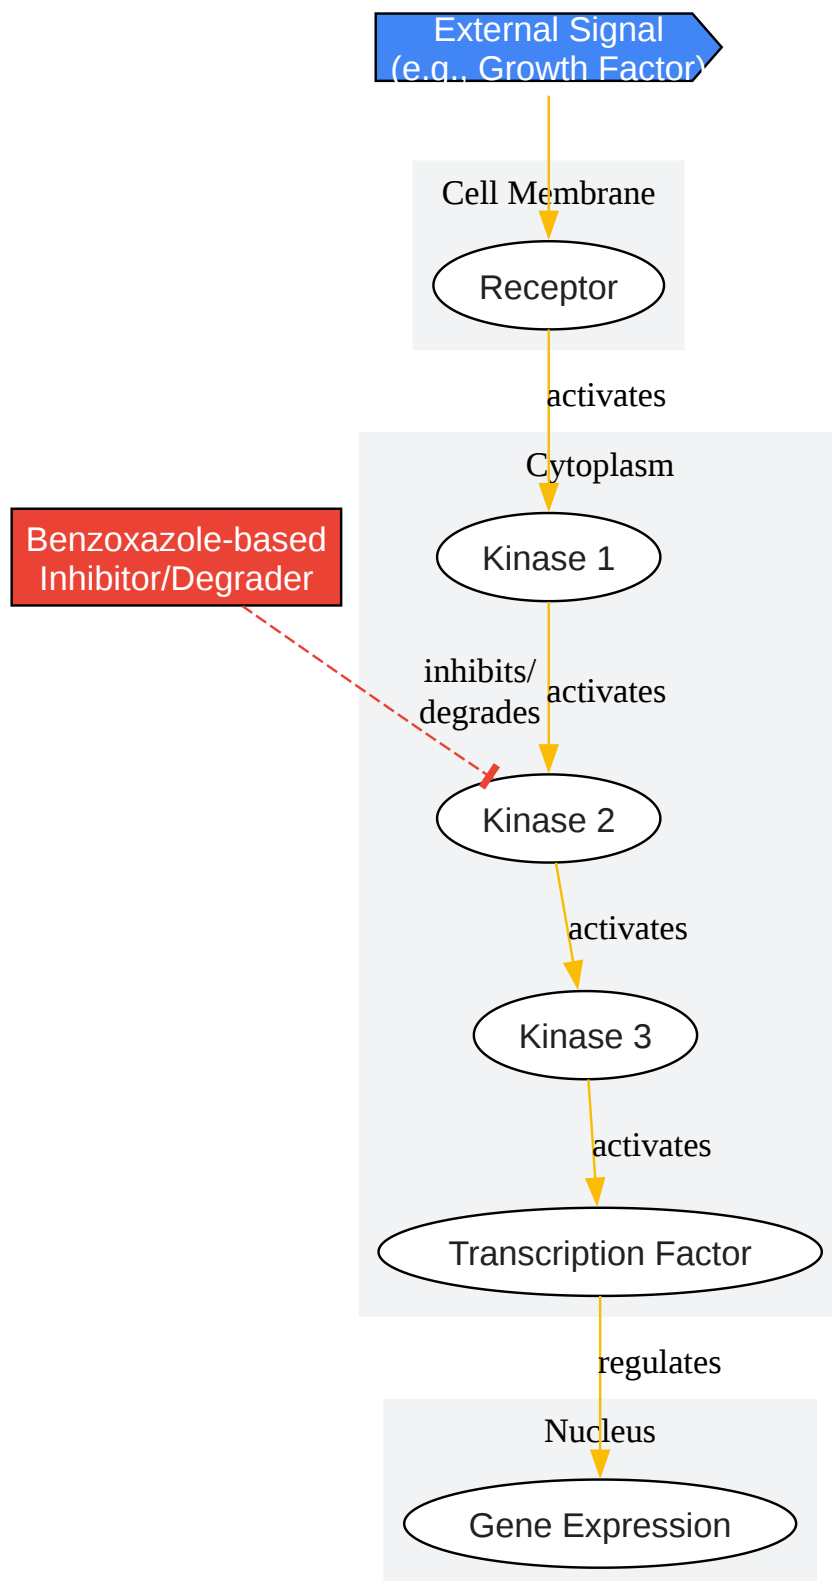 External Signal
(e.g., Growth Factor)
Cell Membrane
Receptor
activates
Cytoplasm
Benzoxazole-based
Inhibitor/Degrader
Kinase 1
inhibits/
degrades
activates
Kinase 2
activates
Kinase 3
activates
Transcription Factor
regulates
Nucleus
Gene Expression